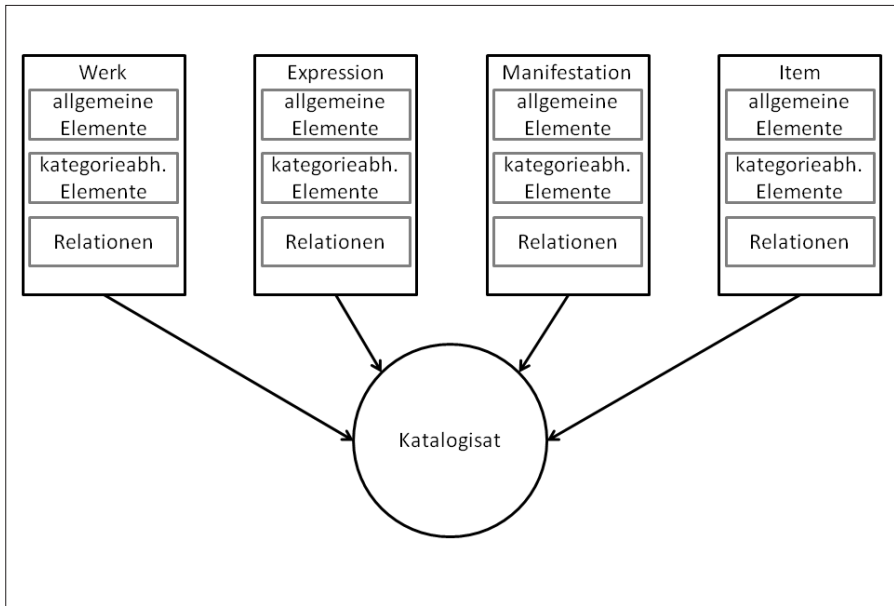 Werk
allgemeine
Elemente
kategorieabh.
Elemente
Relationen
Expression
allgemeine
Elemente
kategorieabh.
Elemente
Relationen
Manifestation
allgemeine
Elemente
kategorieabh.
Elemente
Relationen
Item
allgemeine
Elemente
kategorieabh.
Elemente
Relationen
Katalogisat